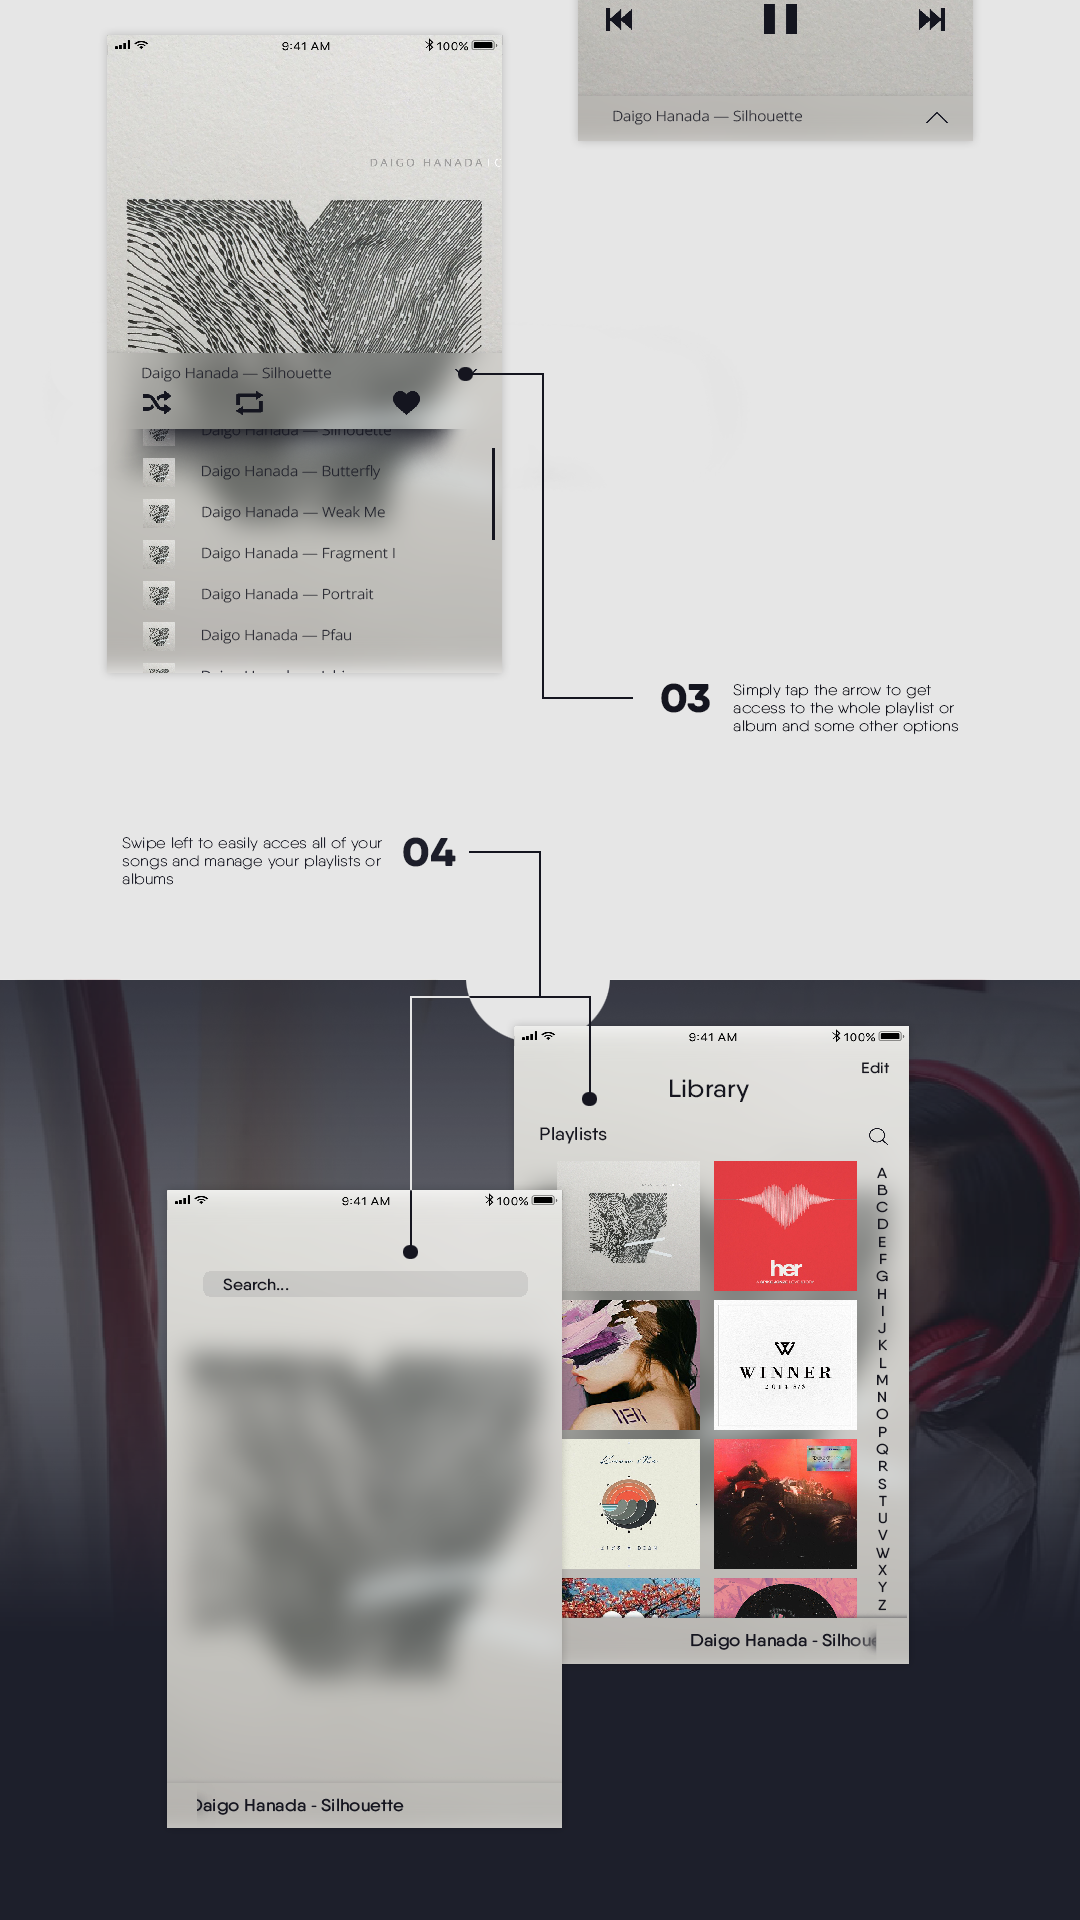 9:41 AM
100%
DAIGO HANADA
Daigo Hanada — Silhouette
Daigo Hanada — Silhouette
Daigo Hanada — Silhouette
Daigo Hanada — Butterfly
Daigo Hanada — Weak Me
Daigo Hanada — Fragment I
Daigo Hanada — Portrait
Daigo Hanada — Pfau
03
Simply tap the arrow to get
access to the whole playlist or
album and some other options
Swipe left to easily acces all of your
songs and manage your playlists or
albums
04
9:41 AM
100%
Edit
Library
Playlists
A
B
C
D
E
F
G
H
I
J
K
L
M
N
O
P
Q
R
S
T
U
V
W
X
Y
Z
her
HER
WINNER
Daigo Hanada - Silhoue
9:41 AM
100%
Search...
Daigo Hanada - Silhouette